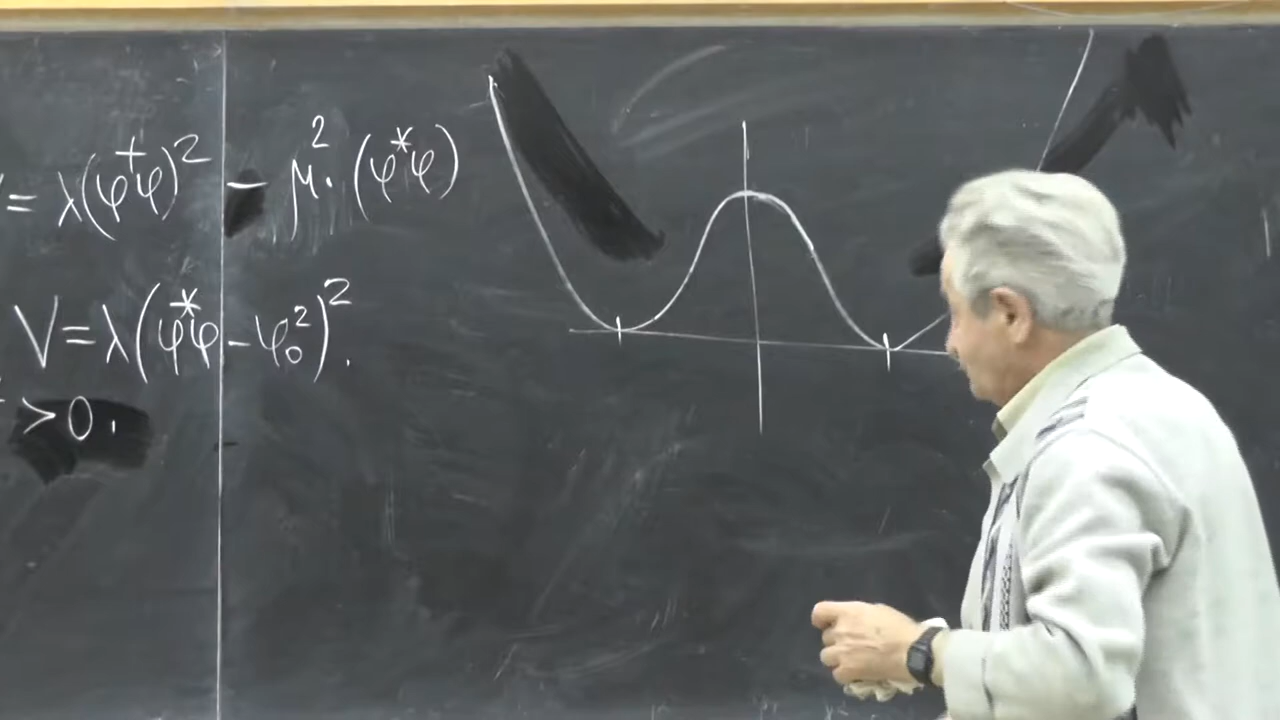 = λ(φ⁺φ)² - μ²·(φ*φ)
V=λ(φ*φ-φ₀²)².
>0.